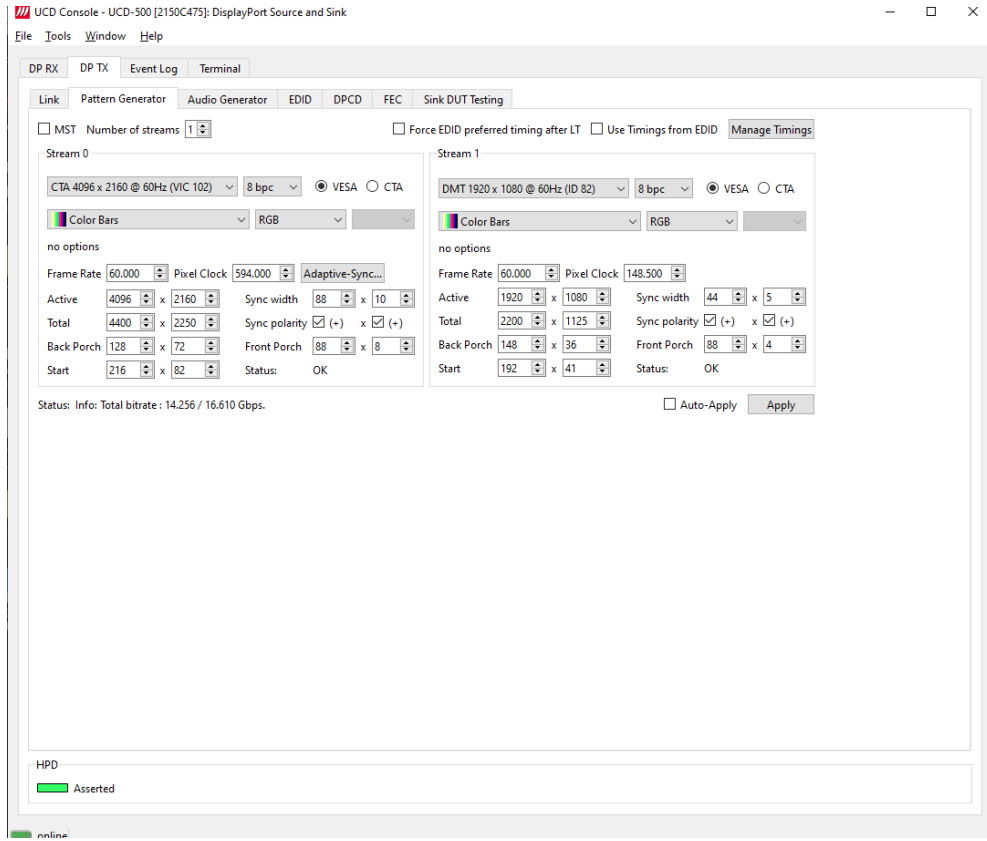 UCD Console - UCD-500 [2150C475]: DisplayPort Source and Sink
File Tools Window Help
DP RX DP TX Event Log Terminal
Link Pattern Generator Audio Generator EDID DPCD FEC Sink DUT Testing
MST Number of streams 1 Force EDID preferred timing after LT Use Timings from EDID Manage Timings
Stream 0
CTA 4096 x 2160 @ 60Hz (VIC 102) 8 bpc VESA CTA
Color Bars RGB
no options
Frame Rate 60.000 Pixel Clock 594.000 Adaptive-Sync...
Active 4096 x 2160 Sync width 88 x 10
Total 4400 x 2250 Sync polarity (+) x (+)
Back Porch 128 x 72 Front Porch 88 x 8
Start 216 x 82 Status: OK
Stream 1
DMT 1920 x 1080 @ 60Hz (ID 82) 8 bpc VESA CTA
Color Bars RGB
no options
Frame Rate 60.000 Pixel Clock 148.500
Active 1920 x 1080 Sync width 44 x 5
Total 2200 x 1125 Sync polarity (+) x (+)
Back Porch 148 x 36 Front Porch 88 x 4
Start 192 x 41 Status: OK
Status: Info: Total bitrate : 14.256 / 16.610 Gbps.
Auto-Apply Apply
HPD
Asserted
online